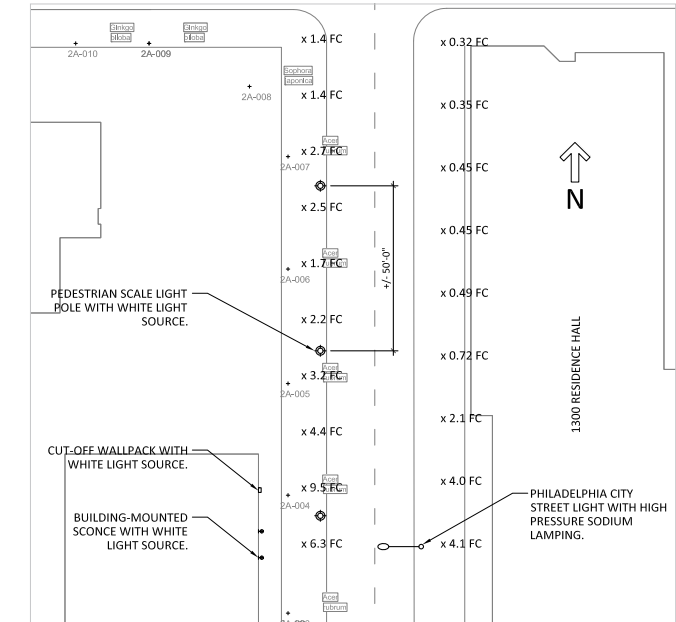 Ginkgo
biloba
Ginkgo
biloba
2A-010
2A-009
x 1.4 FC
x 0.32 FC
Sophora
japonica
2A-008
x 1.4 FC
x 0.35 FC
Acer
rubrum
x 2.7 FC
2A-007
x 0.45 FC
x 2.5 FC
x 0.45 FC
Acer
rubrum
x 1.7 FC
2A-006
+/- 50'-0"
N
PEDESTRIAN SCALE LIGHT
POLE WITH WHITE LIGHT
SOURCE.
x 0.49 FC
x 2.2 FC
x 0.72 FC
1300 RESIDENCE HALL
Acer
rubrum
x 3.2 FC
2A-005
x 2.1 FC
x 4.4 FC
CUT-OFF WALLPACK WITH
WHITE LIGHT SOURCE.
Acer
rubrum
x 9.5 FC
2A-004
x 4.0 FC
BUILDING-MOUNTED
SCONCE WITH WHITE
LIGHT SOURCE.
PHILADELPHIA CITY
STREET LIGHT WITH HIGH
PRESSURE SODIUM
LAMPING.
x 6.3 FC
x 4.1 FC
Acer
rubrum